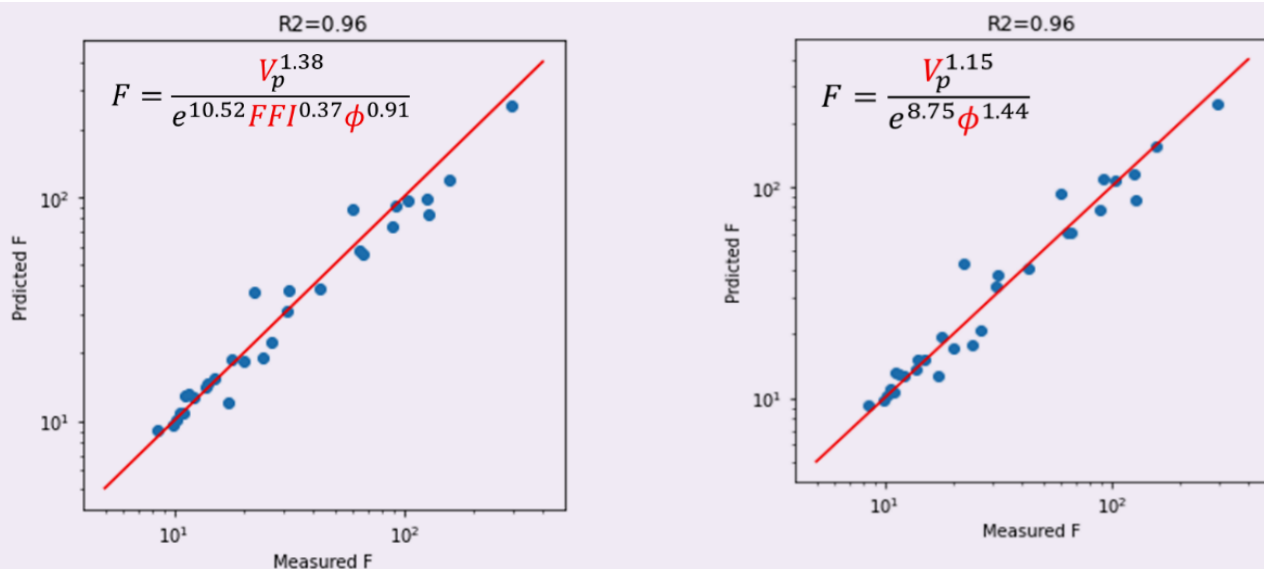 R2=0.96
F = V_p^1.38 / e^10.52 FFI^0.37 ϕ^0.91
10^2
10^1
Prdicted F
10^1 10^2
Measured F
R2=0.96
F = V_p^1.15 / e^8.75 ϕ^1.44
10^2
10^1
Prdicted F
10^1 10^2
Measured F